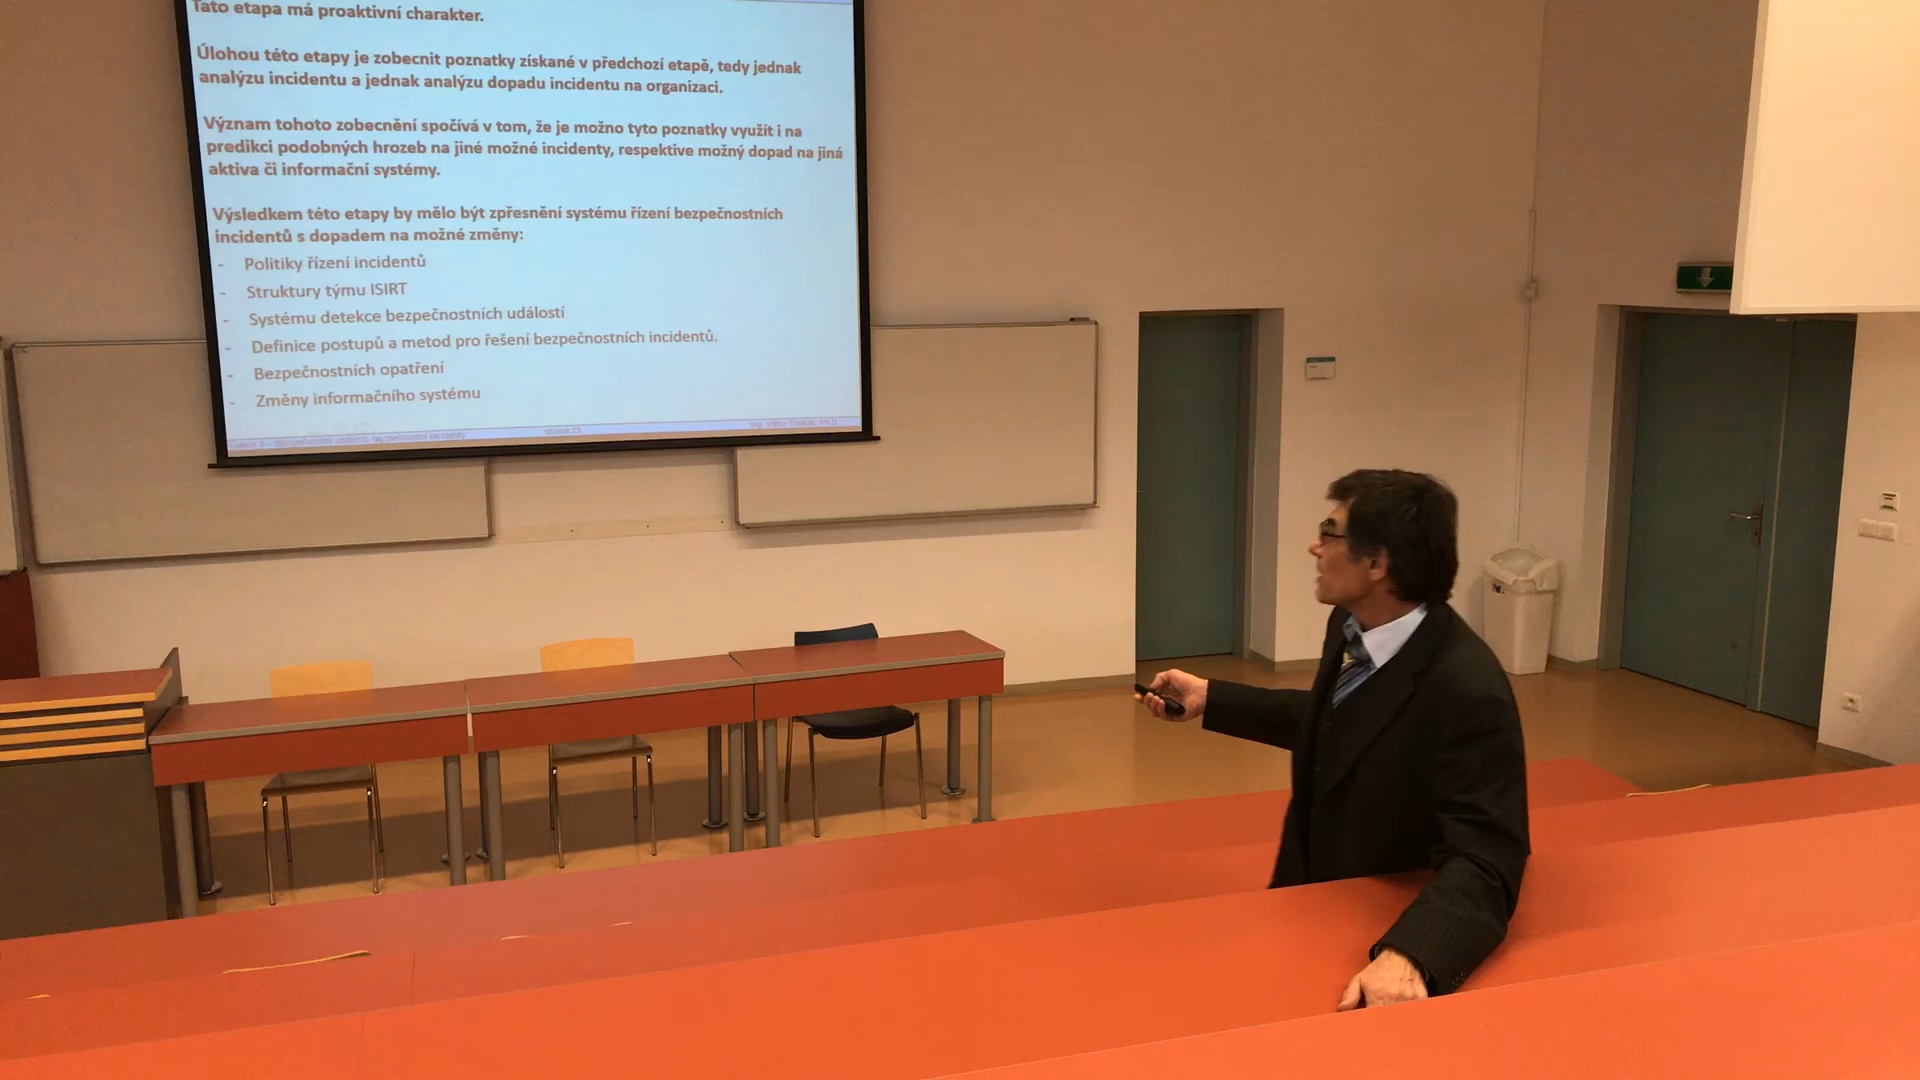 Tato etapa má proaktivní charakter.
Úlohou této etapy je zobecnit poznatky získané v předchozí etapě, tedy jednak
analýzu incidentu a jednak analýzu dopadu incidentu na organizaci.
Význam tohoto zobecnění spočívá v tom, že je možno tyto poznatky využít i na
predikci podobných hrozeb na jiné možné incidenty, respektive možný dopad na jiná
aktiva či informační systémy.
Výsledkem této etapy by mělo být zpřesnění systému řízení bezpečnostních
incidentů s dopadem na možné změny:
- Politiky řízení incidentů
- Struktury týmu ISIRT
- Systému detekce bezpečnostních událostí
- Definice postupů a metod pro řešení bezpečnostních incidentů.
- Bezpečnostních opatření
- Změny informačního systému